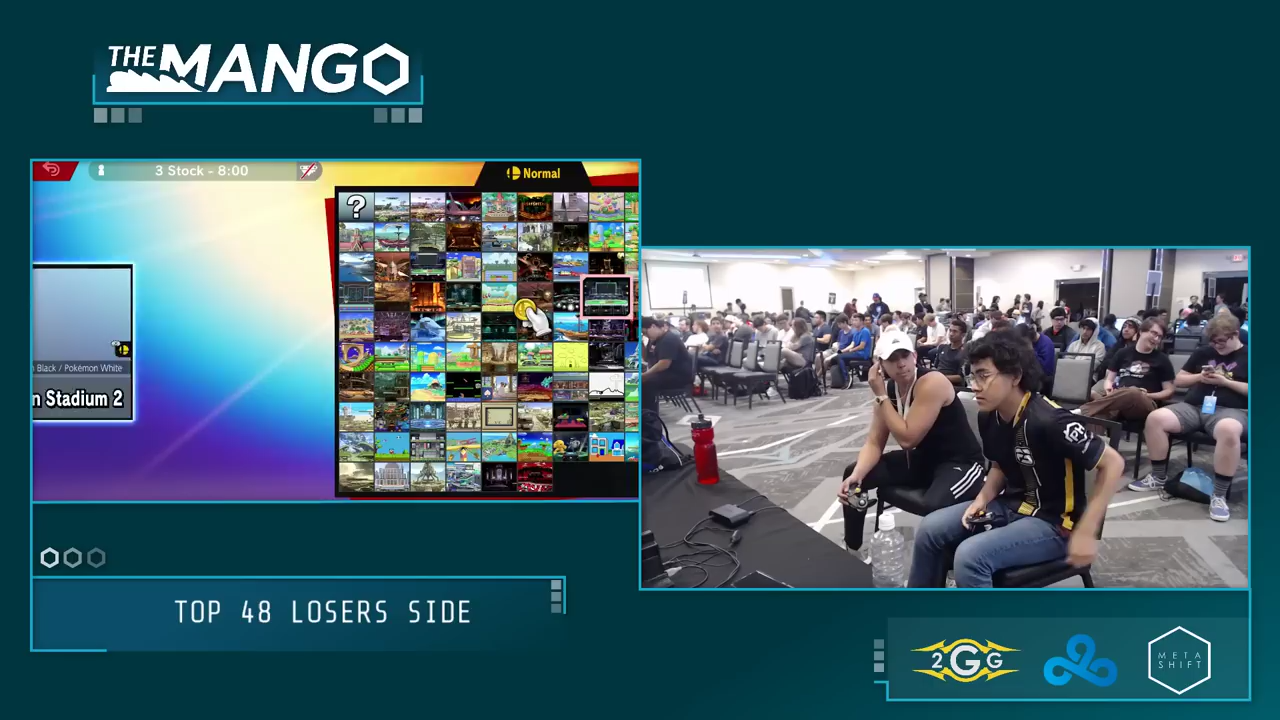 THE MANGO
3 Stock - 8:00
Normal
?
Black / Pokémon White
n Stadium 2
TOP 48 LOSERS SIDE
2GG
META
SHIFT